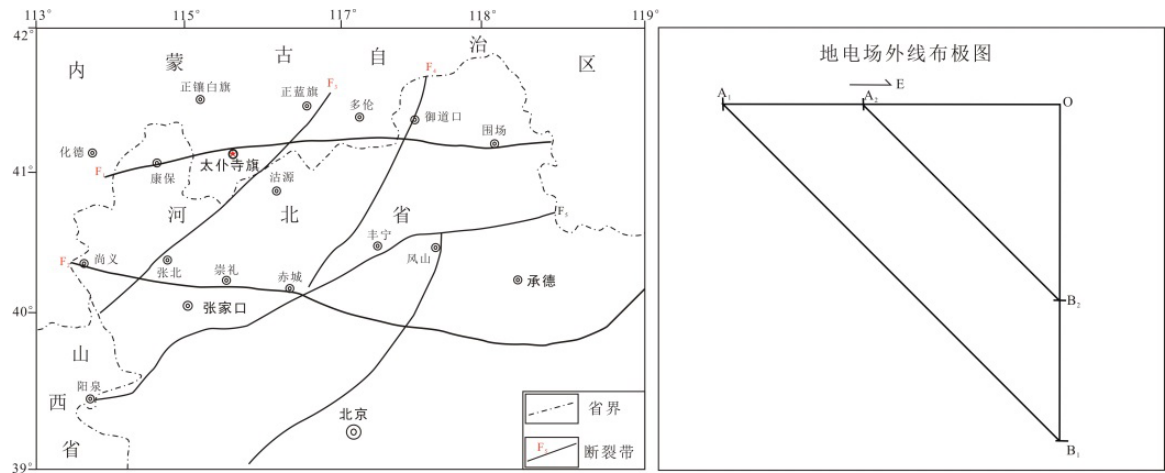 113° 115° 117° 118° 119°
42°
内 蒙 古 自 治 区
F₄
F₃
正镶白旗
正蓝旗
多伦
御道口
围场
化德
太仆寺旗
41°
康保
沽源
河 北 省
F₅
丰宁
凤山
尚义
张北
崇礼
赤城
承德
张家口
40°
山
西
省
阳泉
北京
省界
F₂ 断裂带
39°
地电场外线布极图
E
A₁ A₂ O
B₂
B₁